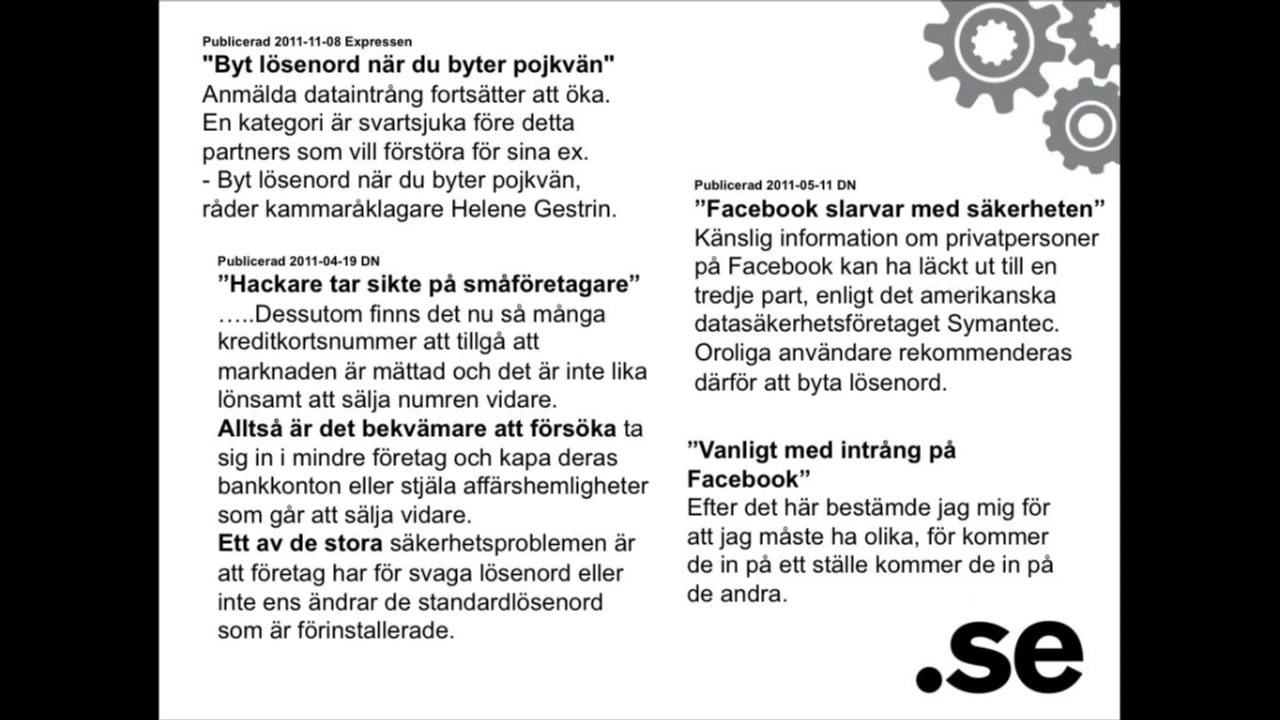 Publicerad 2011-11-08 Expressen
"Byt lösenord när du byter pojkvän"
Anmälda dataintrång fortsätter att öka.
En kategori är svartsjuka före detta
partners som vill förstöra för sina ex.
- Byt lösenord när du byter pojkvän,
råder kammaråklagare Helene Gestrin.
Publicerad 2011-04-19 DN
”Hackare tar sikte på småföretagare”
…..Dessutom finns det nu så många
kreditkortsnummer att tillgå att
marknaden är mättad och det är inte lika
lönsamt att sälja numren vidare.
Alltså är det bekvämare att försöka ta
sig in i mindre företag och kapa deras
bankkonton eller stjäla affärshemligheter
som går att sälja vidare.
Ett av de stora säkerhetsproblemen är
att företag har för svaga lösenord eller
inte ens ändrar de standardlösenord
som är förinstallerade.
Publicerad 2011-05-11 DN
”Facebook slarvar med säkerheten”
Känslig information om privatpersoner
på Facebook kan ha läckt ut till en
tredje part, enligt det amerikanska
datasäkerhetsföretaget Symantec.
Oroliga användare rekommenderas
därför att byta lösenord.
”Vanligt med intrång på
Facebook”
Efter det här bestämde jag mig för
att jag måste ha olika, för kommer
de in på ett ställe kommer de in på
de andra.
.se